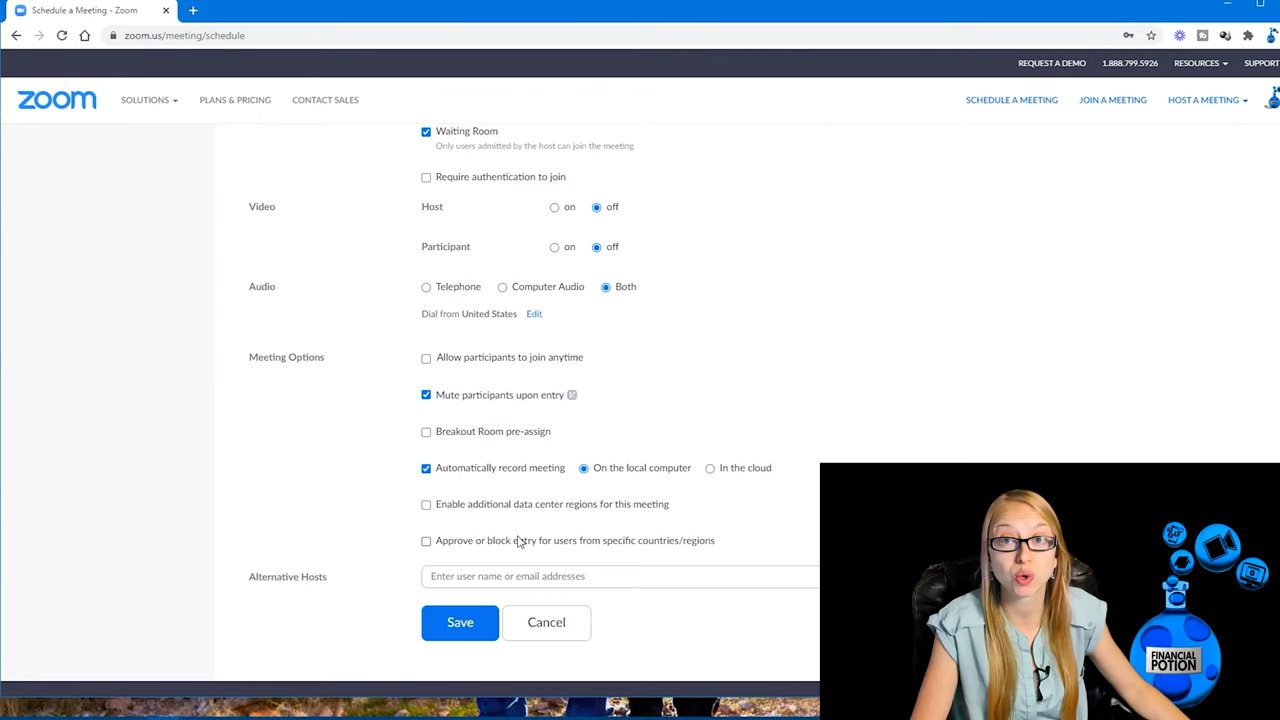 Schedule a Meeting - Zoom
zoom.us/meeting/schedule
REQUEST A DEMO 1.888.799.5926 RESOURCES SUPPORT
zoom SOLUTIONS PLANS & PRICING CONTACT SALES SCHEDULE A MEETING JOIN A MEETING HOST A MEETING
Waiting Room
Only users admitted by the host can join the meeting
Require authentication to join
Video Host on off
Participant on off
Audio Telephone Computer Audio Both
Dial from United States Edit
Meeting Options Allow participants to join anytime
Mute participants upon entry
Breakout Room pre-assign
Automatically record meeting On the local computer In the cloud
Enable additional data center regions for this meeting
Approve or block entry for users from specific countries/regions
Alternative Hosts Enter user name or email addresses
Save Cancel
FINANCIAL
POTION